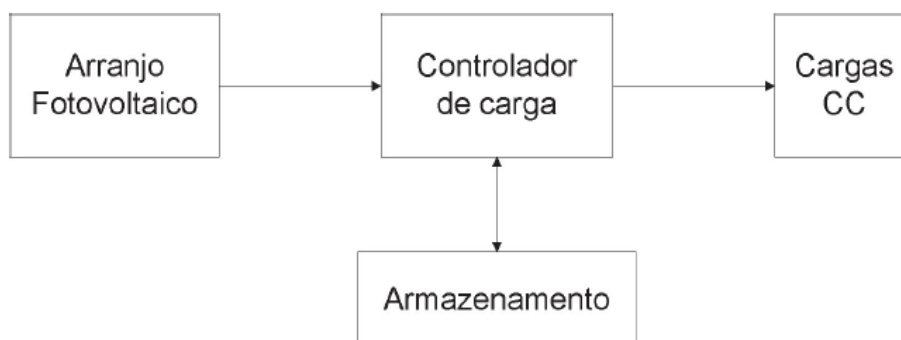 Arranjo
Fotovoltaico
Controlador
de carga
Cargas
CC
Armazenamento